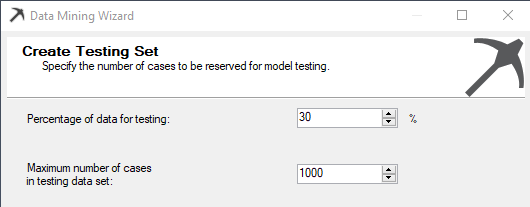 Data Mining Wizard
Create Testing Set
Specify the number of cases to be reserved for model testing.
Percentage of data for testing:
30
%
Maximum number of cases
in testing data set:
1000